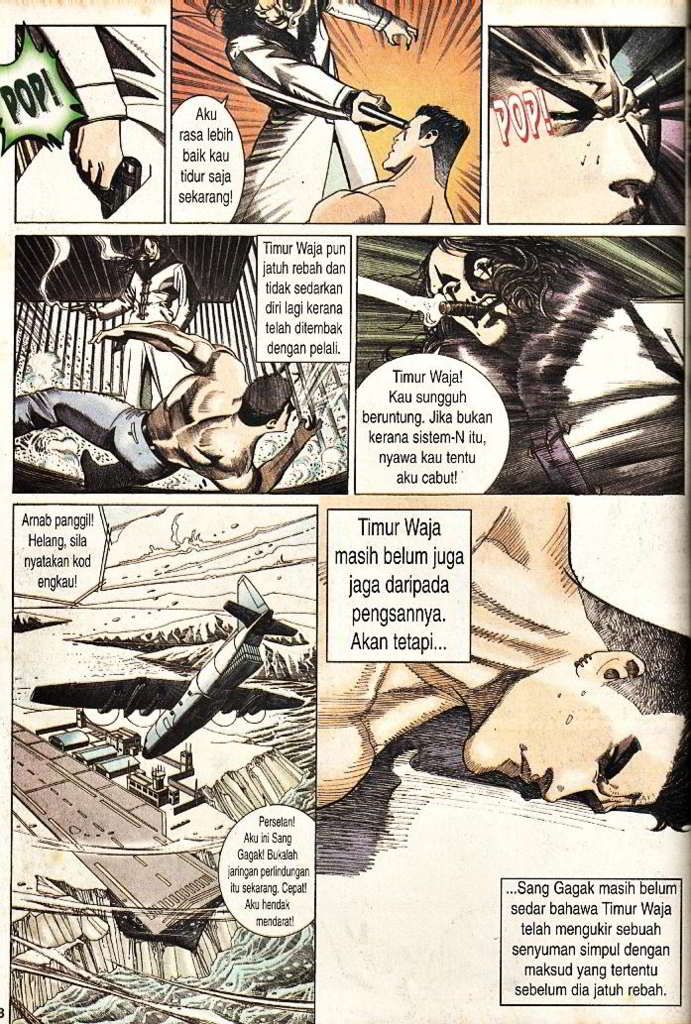 POP!
Aku
rasa lebih
baik kau
tidur saja
sekarang!
POP!
Timur Waja pun
jatuh rebah dan
tidak sedarkan
diri lagi kerana
telah ditembak
dengan pelali.
Timur Waja!
Kau sungguh
beruntung. Jika bukan
kerana sistem-N itu,
nyawa kau tentu
aku cabut!
Arnab panggil!
Helang, sila
nyatakan kod
engkau!
Persetan!
Aku ini Sang
Gagak! Bukalah
jaringan perlindungan
itu sekarang. Cepat!
Aku hendak
mendarat!
Timur Waja
masih belum juga
jaga daripada
pengsannya.
Akan tetapi...
...Sang Gagak masih belum
sedar bahawa Timur Waja
telah mengukir sebuah
senyuman simpul dengan
maksud yang tertentu
sebelum dia jatuh rebah.